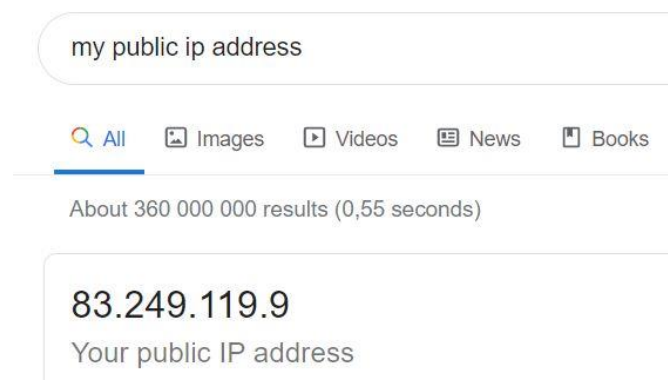 my public ip address
All Images Videos News Books
About 360 000 000 results (0,55 seconds)
83.249.119.9
Your public IP address